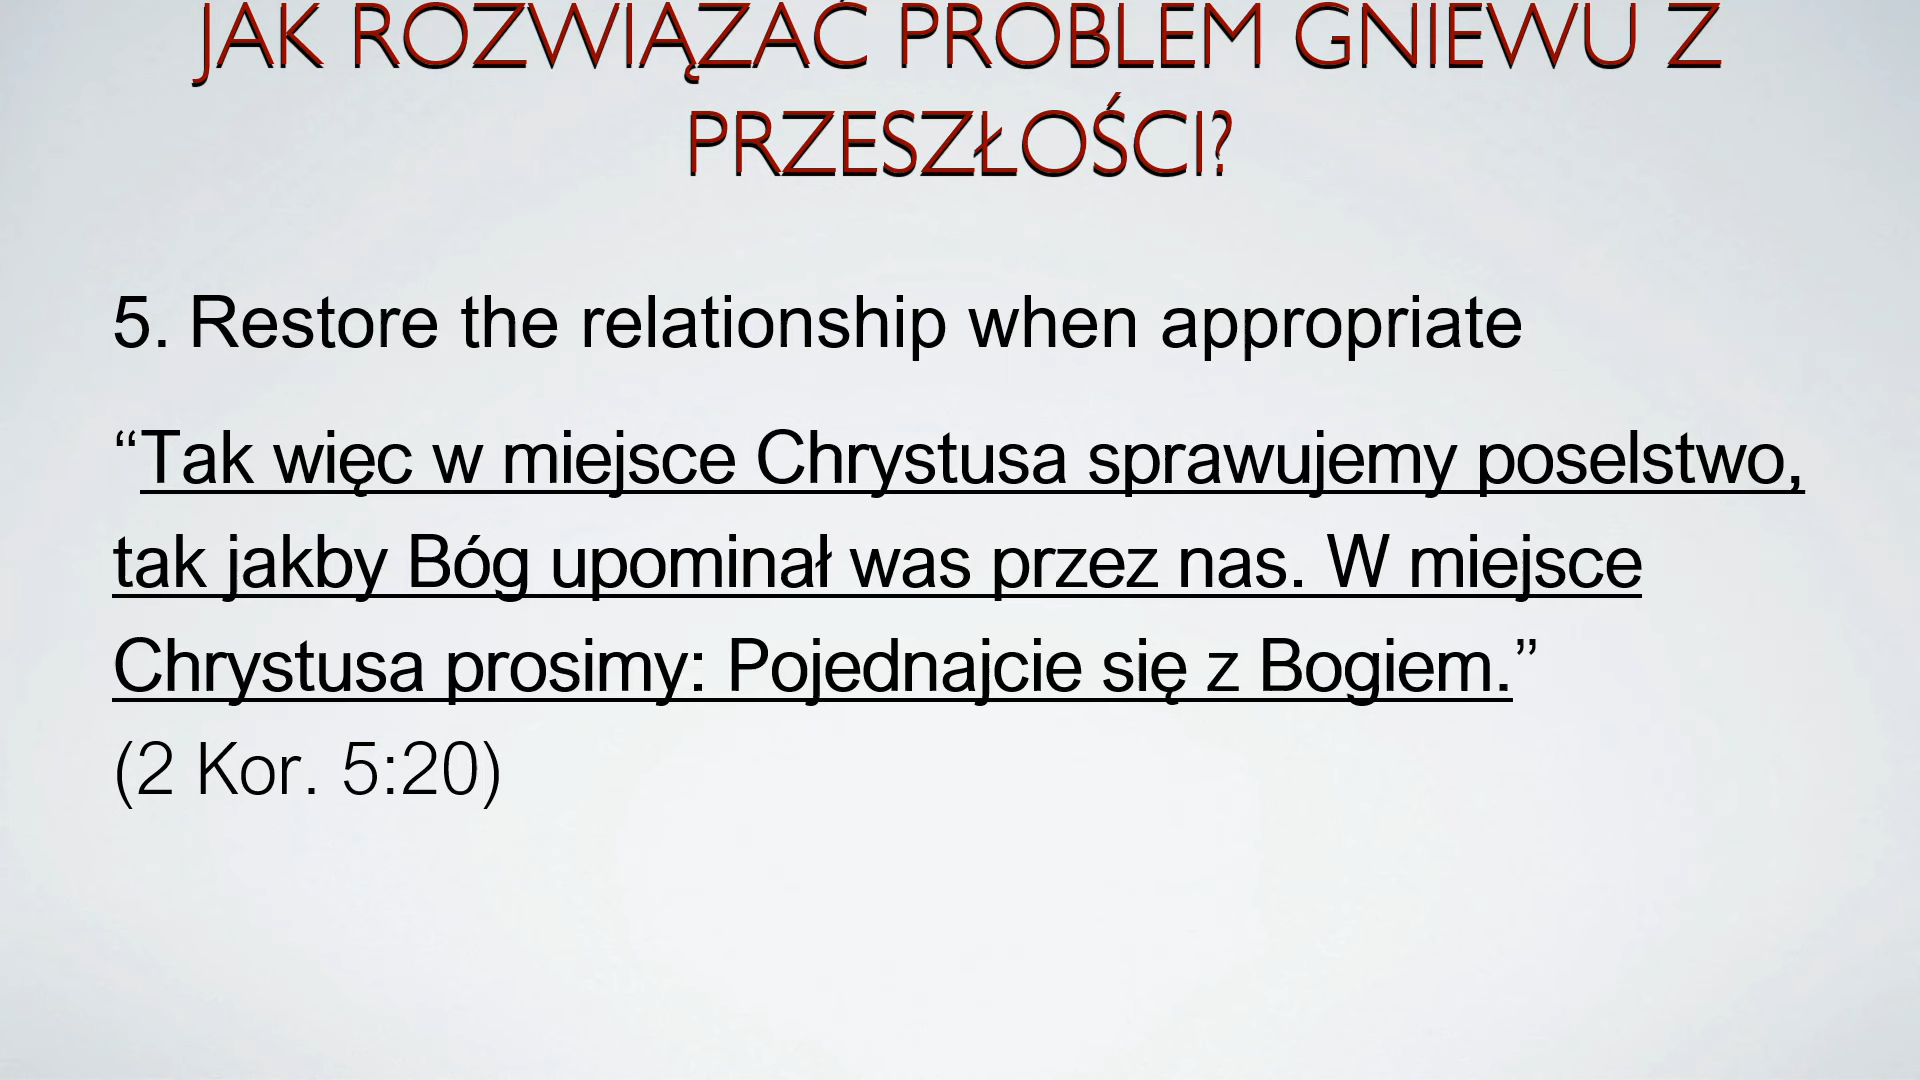 JAK ROZWIĄZAĆ PROBLEM GNIEWU Z
PRZESZŁOŚCI?
5. Restore the relationship when appropriate
“Tak więc w miejsce Chrystusa sprawujemy poselstwo,
tak jakby Bóg upominał was przez nas. W miejsce
Chrystusa prosimy: Pojednajcie się z Bogiem.”
(2 Kor. 5:20)